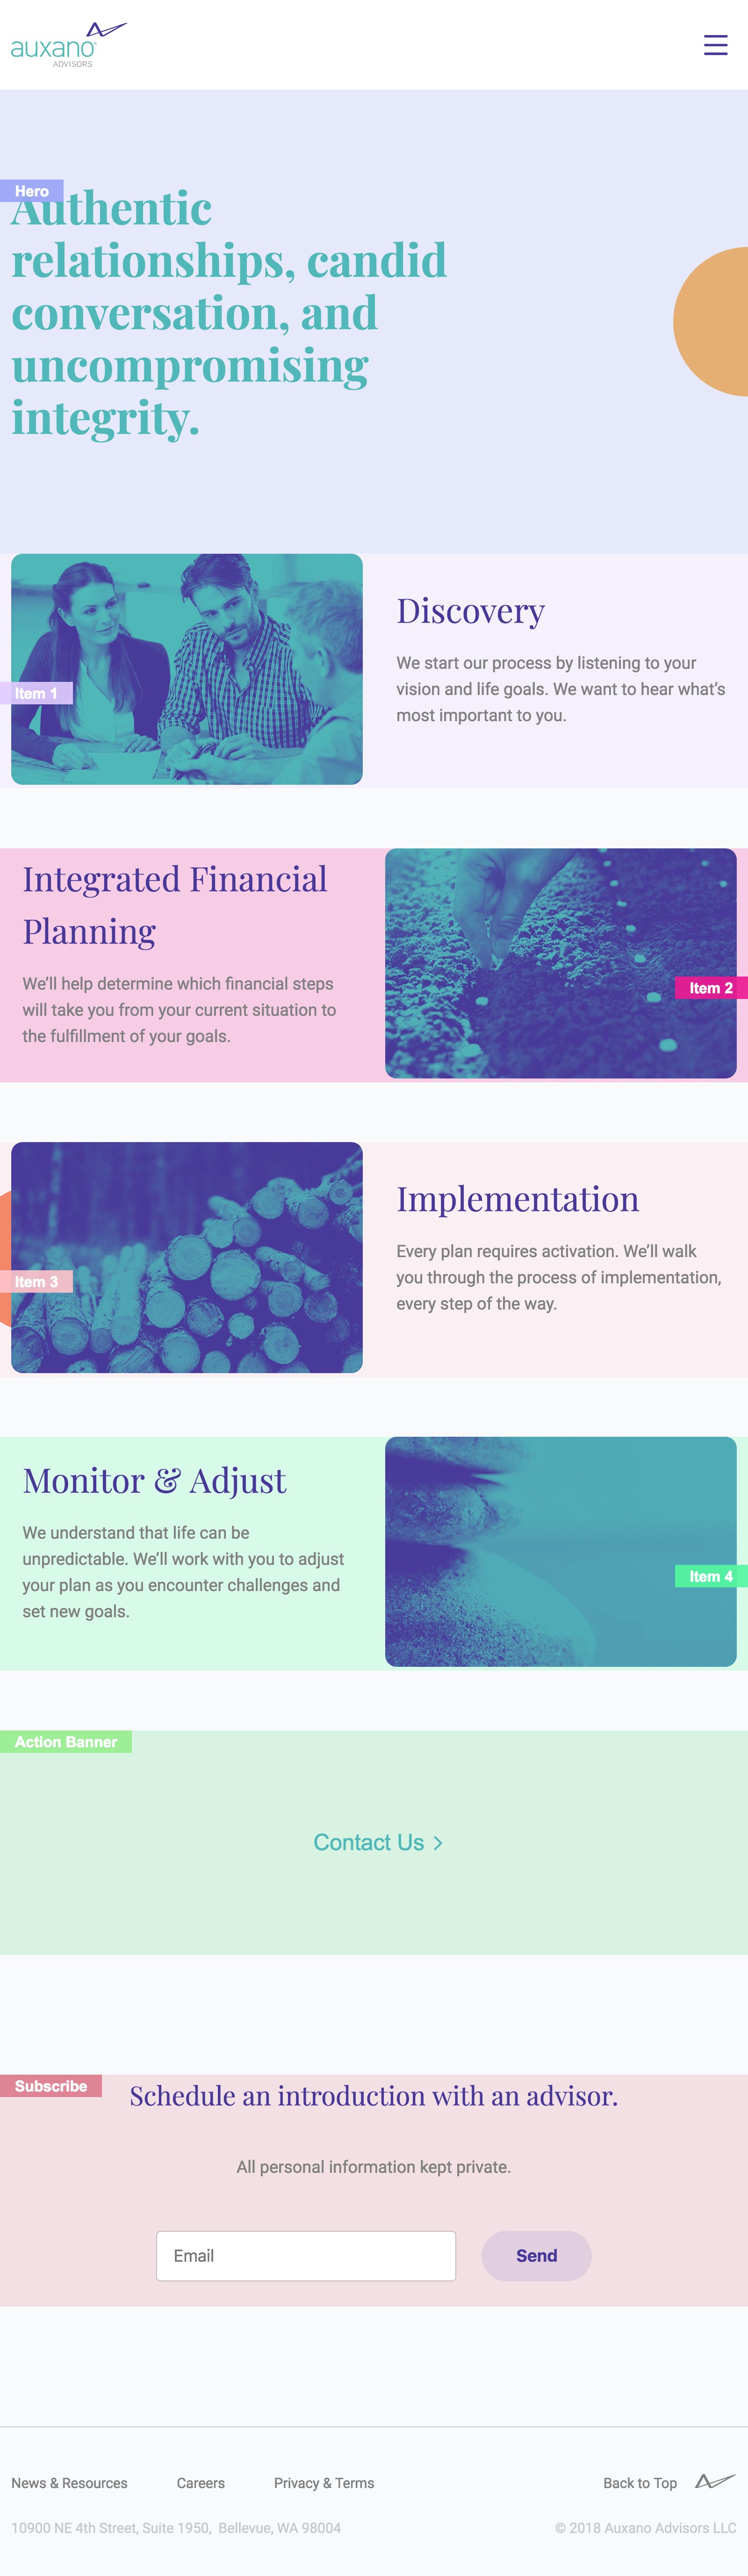 auxano
ADVISORS
Hero
Authentic
relationships, candid
conversation, and
uncompromising
integrity.
Item 1
Discovery
We start our process by listening to your
vision and life goals. We want to hear what’s
most important to you.
Integrated Financial
Planning
We’ll help determine which financial steps
will take you from your current situation to
the fulfillment of your goals.
Item 2
Item 3
Implementation
Every plan requires activation. We’ll walk
you through the process of implementation,
every step of the way.
Monitor & Adjust
We understand that life can be
unpredictable. We’ll work with you to adjust
your plan as you encounter challenges and
set new goals.
Item 4
Action Banner
Contact Us >
Subscribe
Schedule an introduction with an advisor.
All personal information kept private.
Email
Send
News & Resources Careers Privacy & Terms Back to Top
10900 NE 4th Street, Suite 1950, Bellevue, WA 98004 © 2018 Auxano Advisors LLC